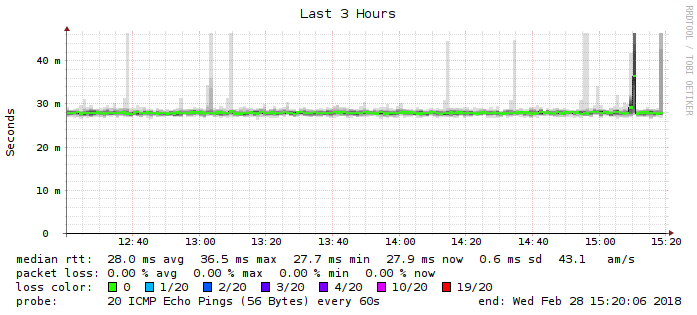 Last 3 Hours
RRDTOOL / TOBI OETIKER
Seconds
40 m
30 m
20 m
10 m
0
12:40 13:00 13:20 13:40 14:00 14:20 14:40 15:00 15:20
median rtt: 28.0 ms avg 36.5 ms max 27.7 ms min 27.9 ms now 0.6 ms sd 43.1 am/s
packet loss: 0.00 % avg 0.00 % max 0.00 % min 0.00 % now
loss color: 0 1/20 2/20 3/20 4/20 10/20 19/20
probe: 20 ICMP Echo Pings (56 Bytes) every 60s end: Wed Feb 28 15:20:06 2018